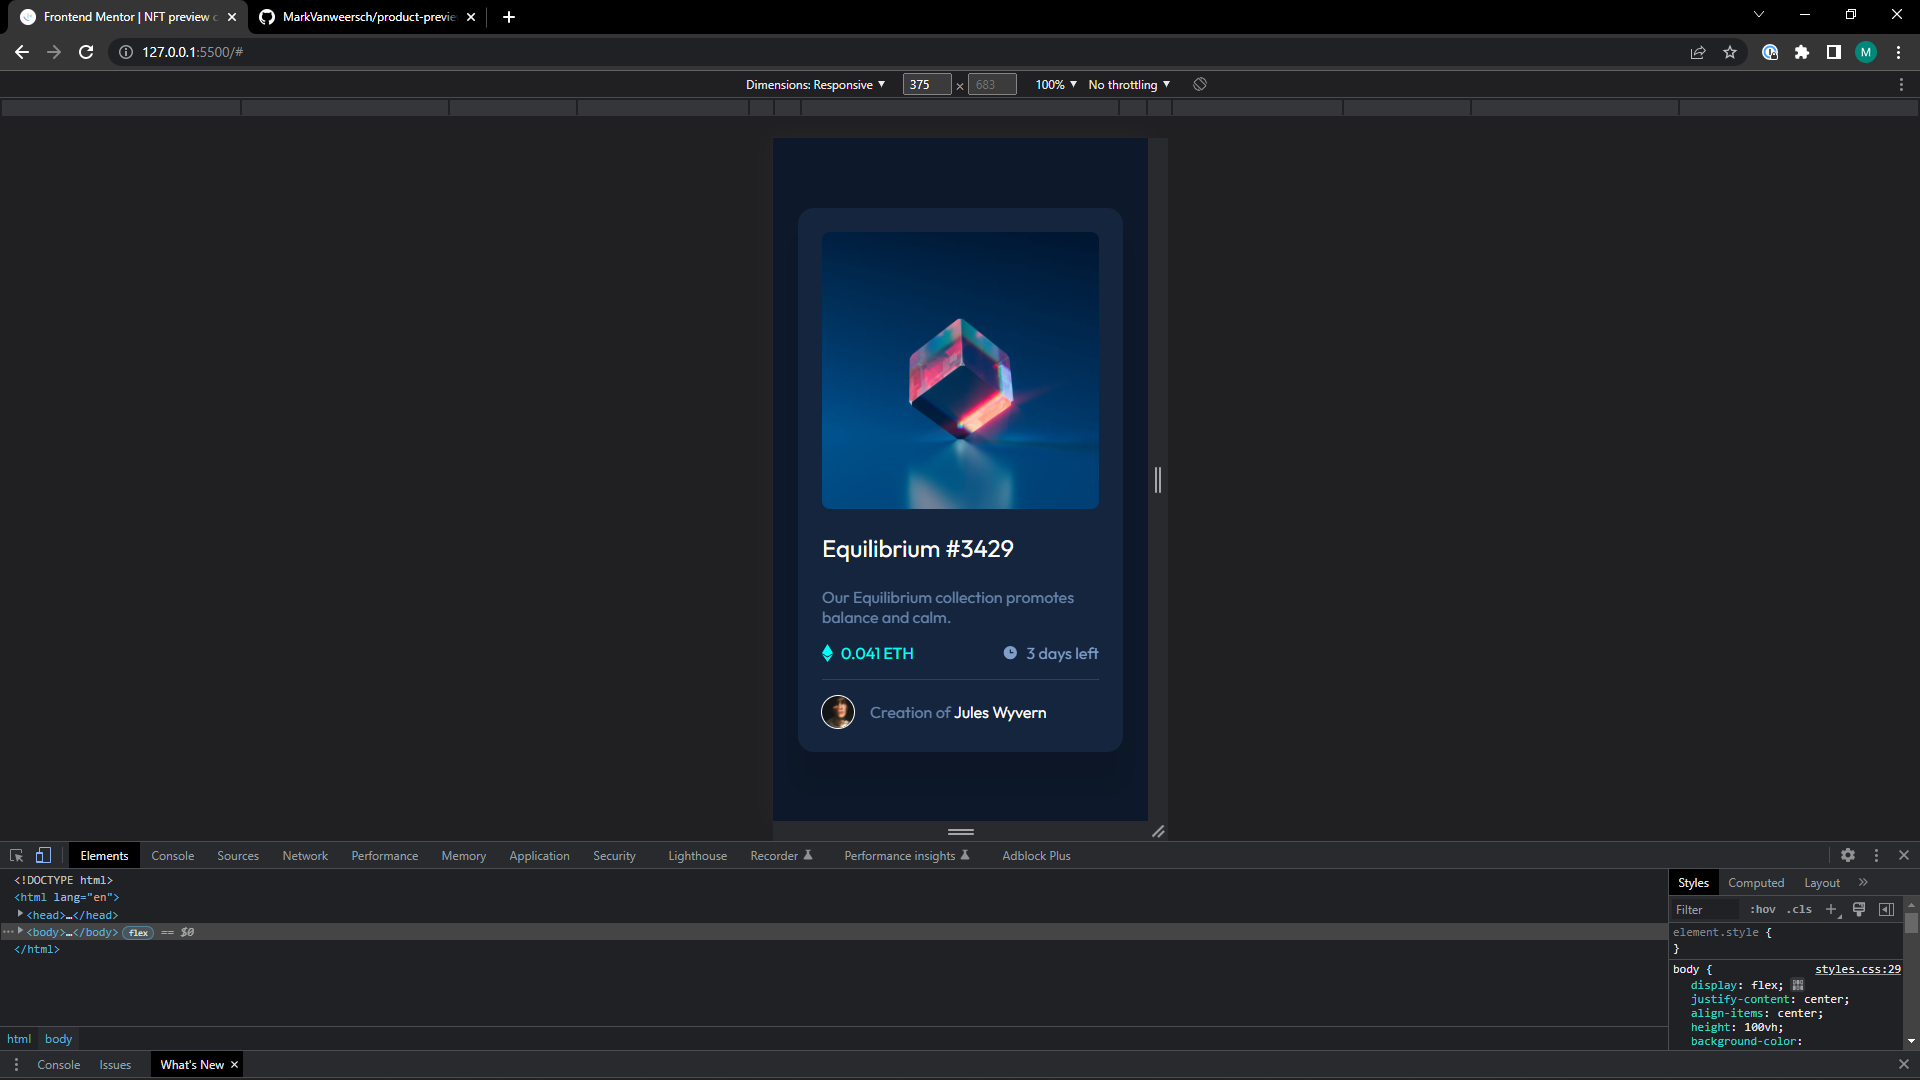 Frontend Mentor | NFT preview c
MarkVanweersch/product-previe
127.0.0.1:5500/#
M
Dimensions: Responsive 375 × 683 100% No throttling
Equilibrium #3429
Our Equilibrium collection promotes
balance and calm.
0.041 ETH 3 days left
Creation of Jules Wyvern
Elements Console Sources Network Performance Memory Application Security Lighthouse Recorder Performance insights Adblock Plus
<!DOCTYPE html>
<html lang="en">
<head>…</head>
<body>…</body> flex == $0
</html>
html body
Styles Computed Layout
Filter :hov .cls
element.style {
}
body { styles.css:29
display: flex;
justify-content: center;
align-items: center;
height: 100vh;
background-color:
Console Issues What's New